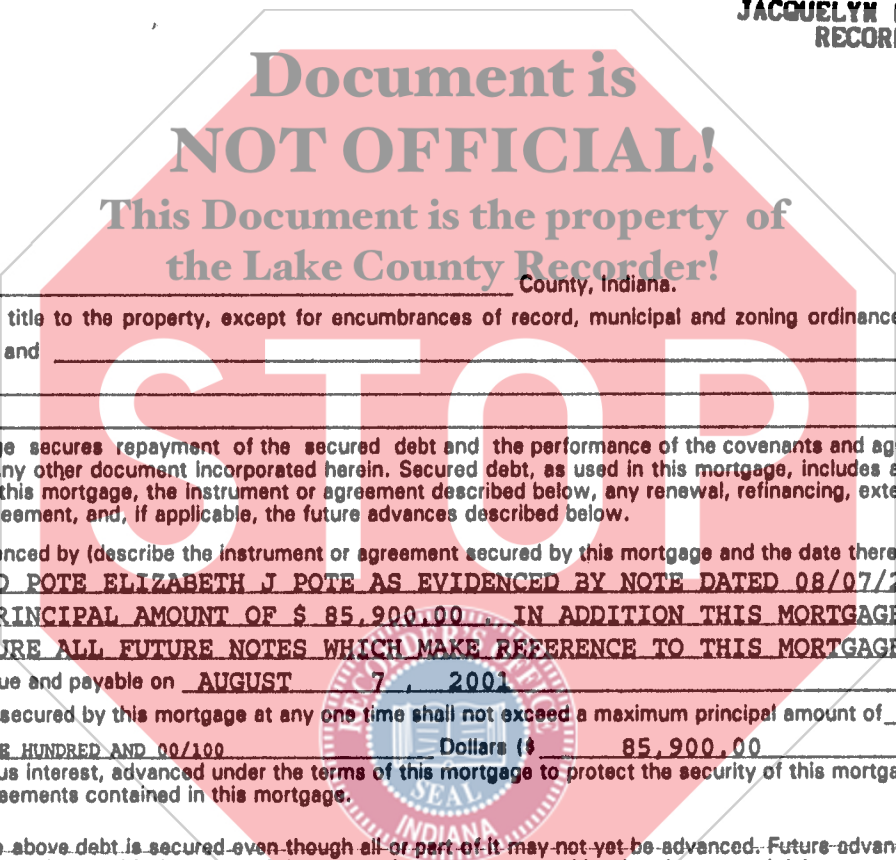 JACQUELYN
RECOR
Document is
NOT OFFICIAL!
This Document is the property of
the Lake County Recorder!
County, Indiana.
title to the property, except for encumbrances of record, municipal and zoning ordinance
and
STOP
ge secures repayment of the secured debt and the performance of the covenants and ag
ny other document incorporated herein. Secured debt, as used in this mortgage, includes a
this mortgage, the instrument or agreement described below, any renewal, refinancing, exte
eement, and, if applicable, the future advances described below.
nced by (describe the instrument or agreement secured by this mortgage and the date there
D POTE ELIZABETH J POTE AS EVIDENCED BY NOTE DATED 08/07/2
RINCIPAL AMOUNT OF $ 85,900.00 . IN ADDITION THIS MORTGAGE
URE ALL FUTURE NOTES WHICH MAKE REFERENCE TO THIS MORTGAGE
ue and payable on AUGUST 7 , 2001
secured by this mortgage at any one time shall not exceed a maximum principal amount of
E HUNDRED AND 00/100 Dollars ($ 85,900.00
us interest, advanced under the terms of this mortgage to protect the security of this mortga
eements contained in this mortgage.
RECORDER'S OFFICE
SEAL
INDIANA
e above debt is secured even though all or part of it may not yet be advanced. Future advan